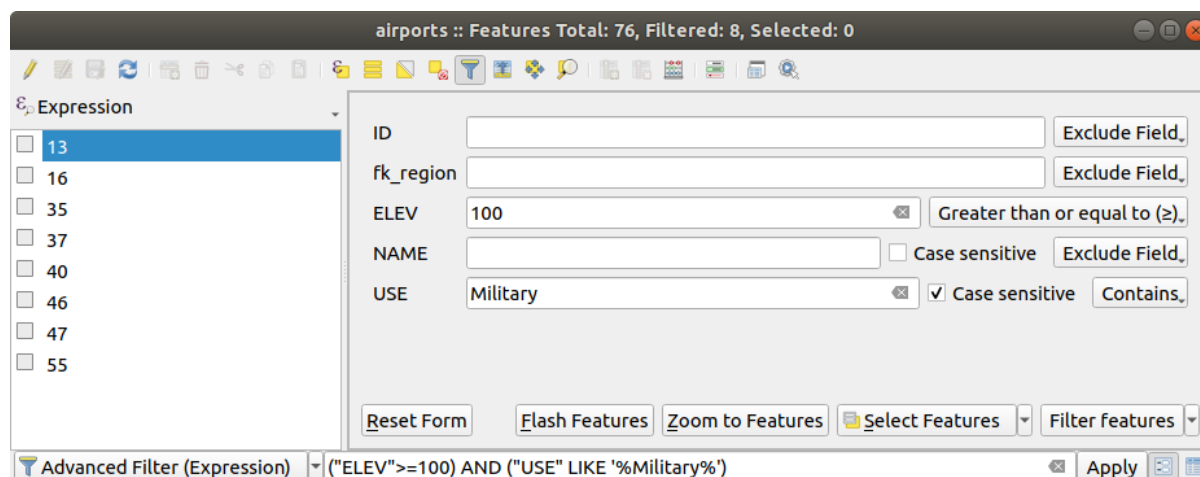 airports :: Features Total: 76, Filtered: 8, Selected: 0
Expression
13
16
35
37
40
46
47
55
ID Exclude Field
fk_region Exclude Field
ELEV 100 Greater than or equal to (≥)
NAME Case sensitive Exclude Field
USE Military Case sensitive Contains
Reset Form Flash Features Zoom to Features Select Features Filter features
Advanced Filter (Expression) ("ELEV">=100) AND ("USE" LIKE '%Military%') Apply